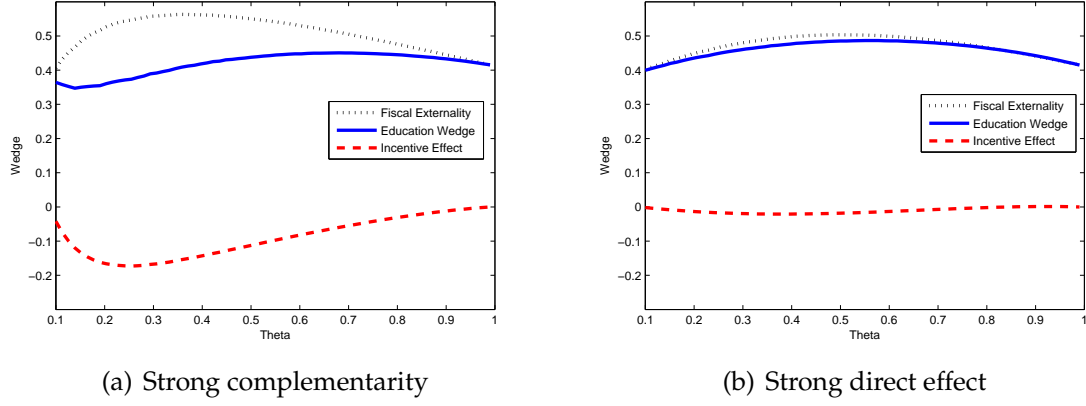 0.5
0.4
0.3
0.2
0.1
0
−0.1
−0.2
Wedge
Fiscal Externality
Education Wedge
Incentive Effect
0.1 0.2 0.3 0.4 0.5 0.6 0.7 0.8 0.9 1
Theta
(a) Strong complementarity
0.5
0.4
0.3
0.2
0.1
0
−0.1
−0.2
Wedge
Fiscal Externality
Education Wedge
Incentive Effect
0.1 0.2 0.3 0.4 0.5 0.6 0.7 0.8 0.9 1
Theta
(b) Strong direct effect